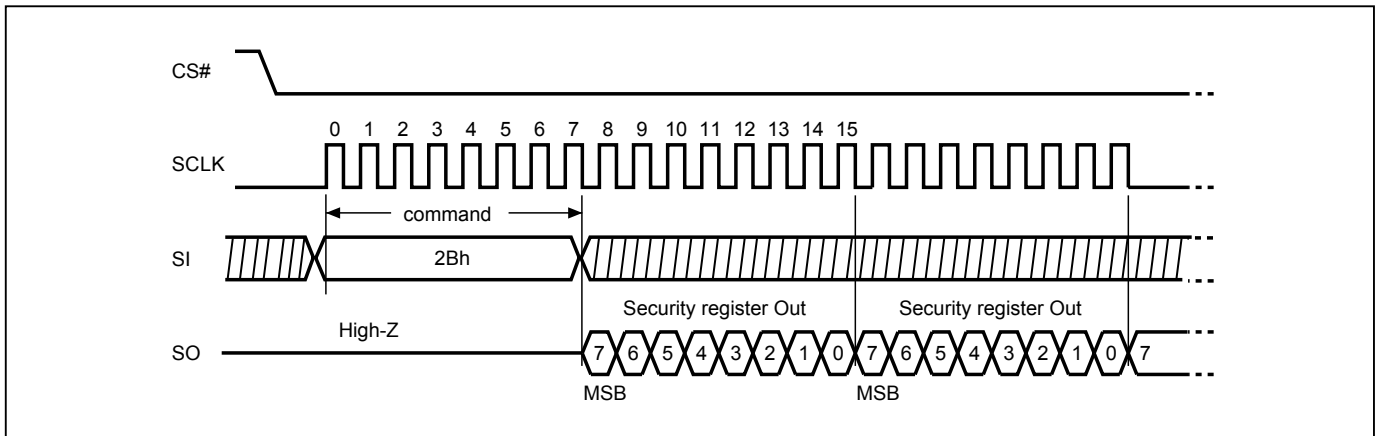 CS#
0 1 2 3 4 5 6 7 8 9 10 11 12 13 14 15
SCLK
command
SI
2Bh
Security register Out Security register Out
High-Z
SO
7 6 5 4 3 2 1 0 7 6 5 4 3 2 1 0 7
MSB MSB